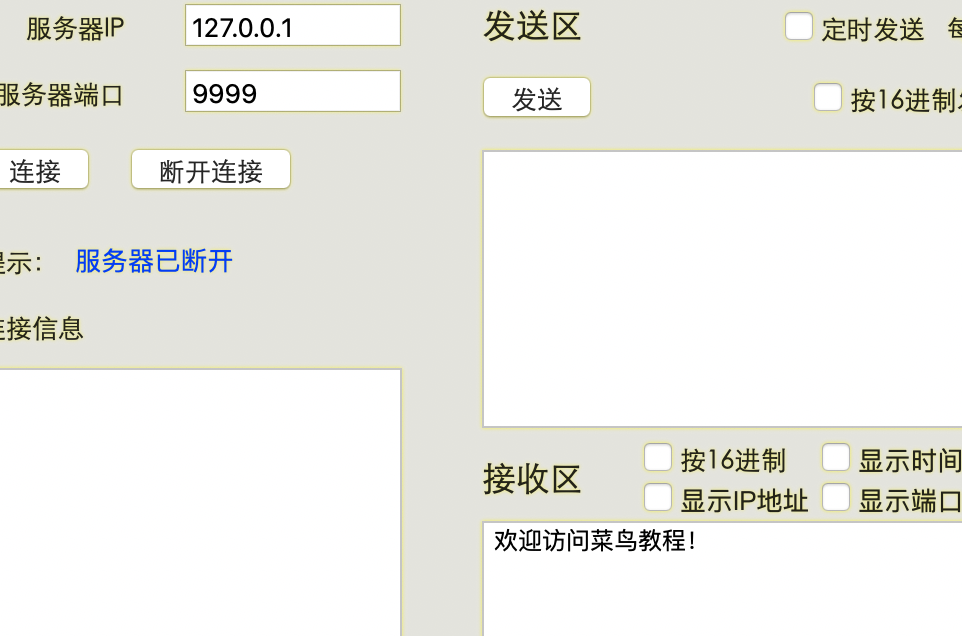 服务器IP
127.0.0.1
服务器端口
9999
连接
断开连接
提示：
服务器已断开
连接信息
发送区
定时发送
每
发送
按16进制
接收区
按16进制
显示时间
显示IP地址
显示端口
欢迎访问菜鸟教程！